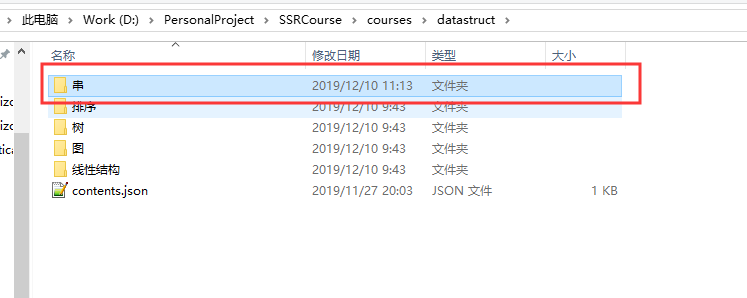 此电脑 > Work (D:) > PersonalProject > SSRCourse > courses > datastruct >
名称 修改日期 类型 大小
串 2019/12/10 11:13 文件夹
排序 2019/12/10 9:43 文件夹
树 2019/12/10 9:43 文件夹
图 2019/12/10 9:43 文件夹
线性结构 2019/12/10 9:43 文件夹
contents.json 2019/11/27 20:03 JSON 文件 1 KB